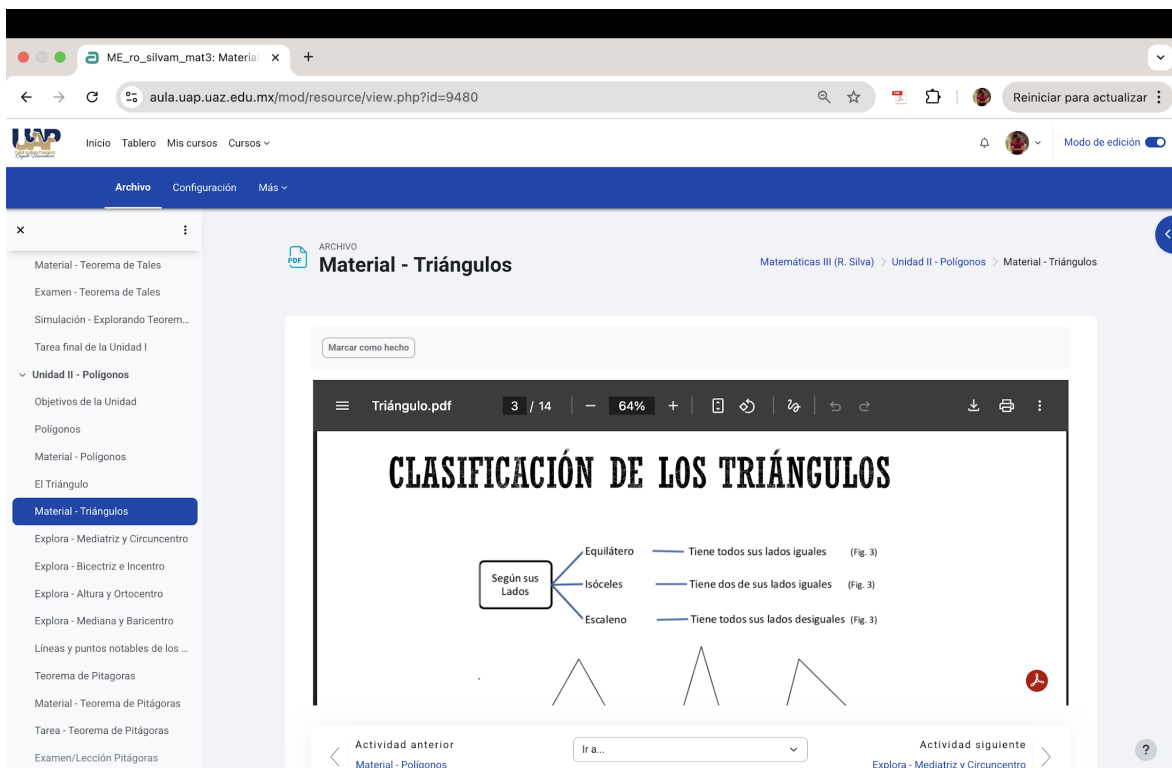 ME_ro_silvam_mat3: Material
aula.uap.uaz.edu.mx/mod/resource/view.php?id=9480
Reiniciar para actualizar
UAP
Inicio Tablero Mis cursos Cursos
Modo de edición
Archivo Configuración Más
Material - Teorema de Tales
Examen - Teorema de Tales
Simulación - Explorando Teorem...
Tarea final de la Unidad I
Unidad II - Polígonos
Objetivos de la Unidad
Polígonos
Material - Polígonos
El Triángulo
Material - Triángulos
Explora - Mediatriz y Circuncentro
Explora - Bicectriz e Incentro
Explora - Altura y Ortocentro
Explora - Mediana y Baricentro
Líneas y puntos notables de los ...
Teorema de Pitagoras
Material - Teorema de Pitágoras
Tarea - Teorema de Pitágoras
Examen/Lección Pitágoras
PDF
ARCHIVO
Material - Triángulos
Matemáticas III (R. Silva) > Unidad II - Polígonos > Material - Triángulos
Marcar como hecho
Triángulo.pdf 3 / 14 64%
CLASIFICACIÓN DE LOS TRIÁNGULOS
Según sus
Lados
Equilátero Tiene todos sus lados iguales (Fig. 3)
Isóceles Tiene dos de sus lados iguales (Fig. 3)
Escaleno Tiene todos sus lados desiguales (Fig. 3)
Actividad anterior
Material - Polígonos
Ir a...
Actividad siguiente
Explora - Mediatriz y Circuncentro
?